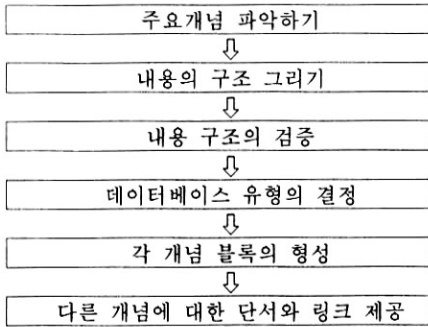 주요개념 파악하기
내용의 구조 그리기
내용 구조의 검증
데이터베이스 유형의 결정
각 개념 블록의 형성
다른 개념에 대한 단서와 링크 제공